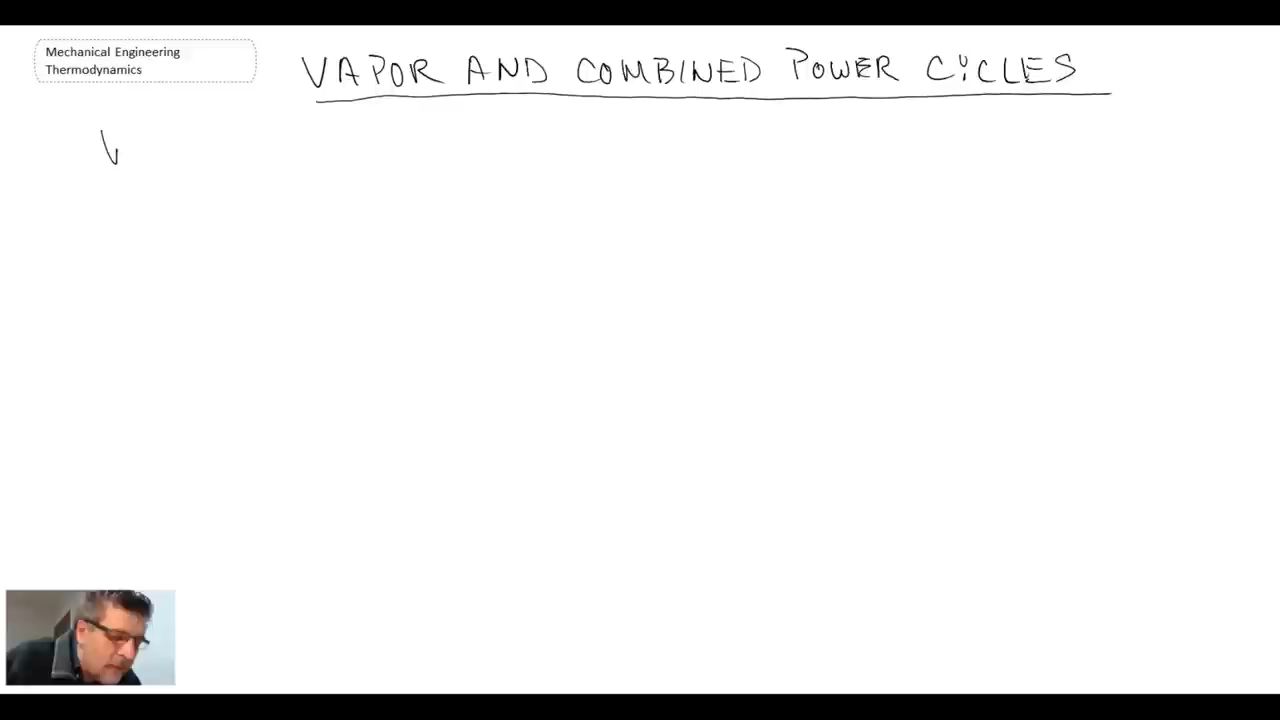 Mechanical Engineering
Thermodynamics
VAPOR AND COMBINED POWER CYCLES